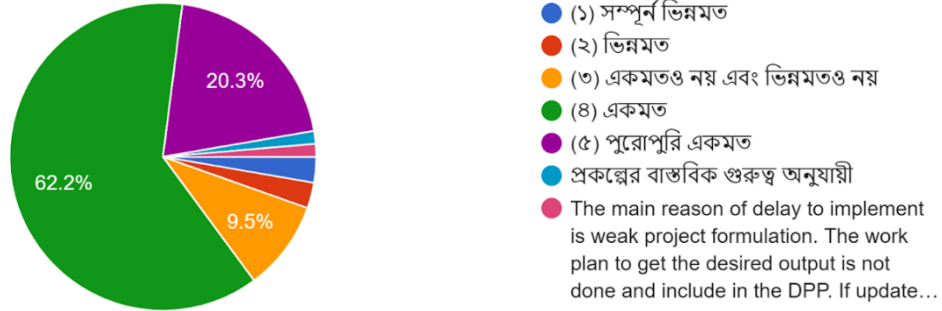 20.3%
62.2%
9.5%
(১) সম্পূর্ন ভিন্নমত
(২) ভিন্নমত
(৩) একমতও নয় এবং ভিন্নমতও নয়
(৪) একমত
(৫) পুরোপুরি একমত
প্রকল্পের বাস্তবিক গুরুত্ব অনুযায়ী
The main reason of delay to implement
is weak project formulation. The work
plan to get the desired output is not
done and include in the DPP. If update…